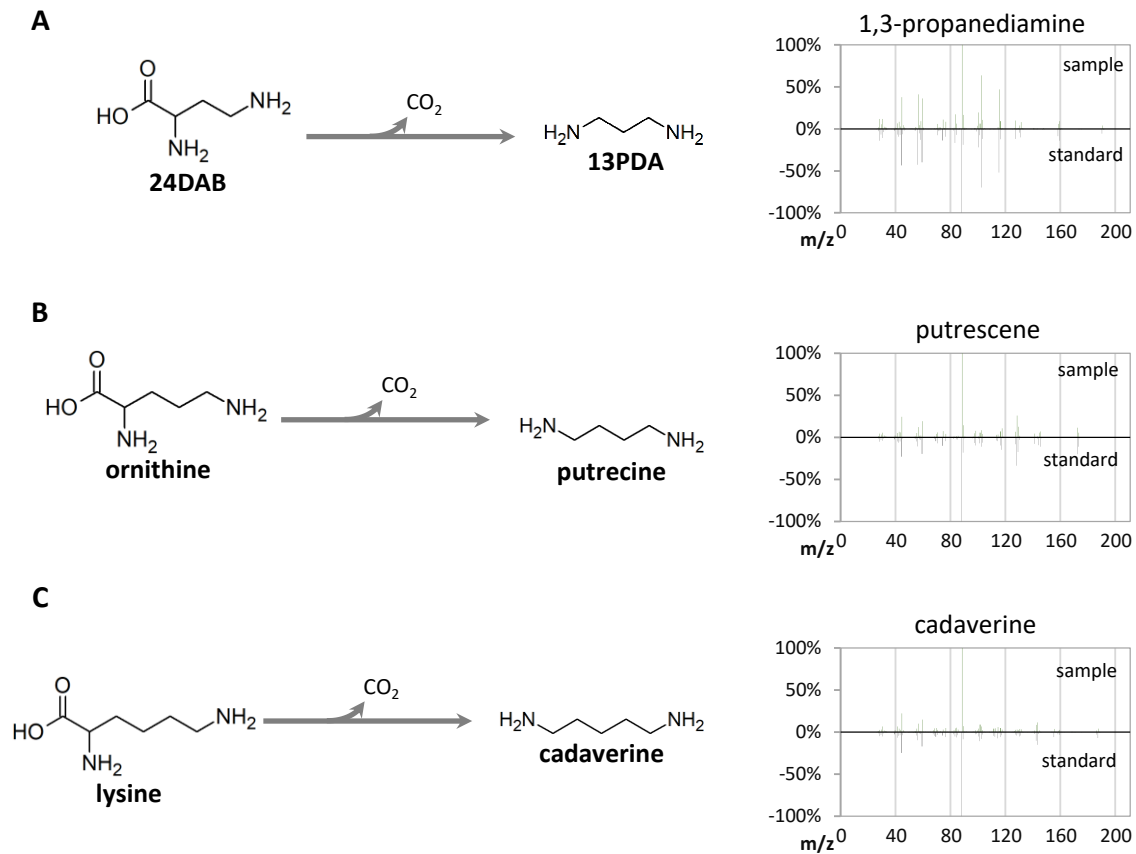 A
O
HO
NH2
NH2
24DAB
CO2
H2N
NH2
13PDA
1,3-propanediamine
100%
sample
50%
0%
standard
-50%
-100%
m/z 0 40 80 120 160 200
B
O
HO
NH2
NH2
ornithine
CO2
H2N
NH2
putrecine
putrescene
100%
sample
50%
0%
standard
-50%
-100%
m/z 0 40 80 120 160 200
C
O
HO
NH2
NH2
lysine
CO2
NH2
NH2
cadaverine
cadaverine
100%
sample
50%
0%
standard
-50%
-100%
m/z 0 40 80 120 160 200